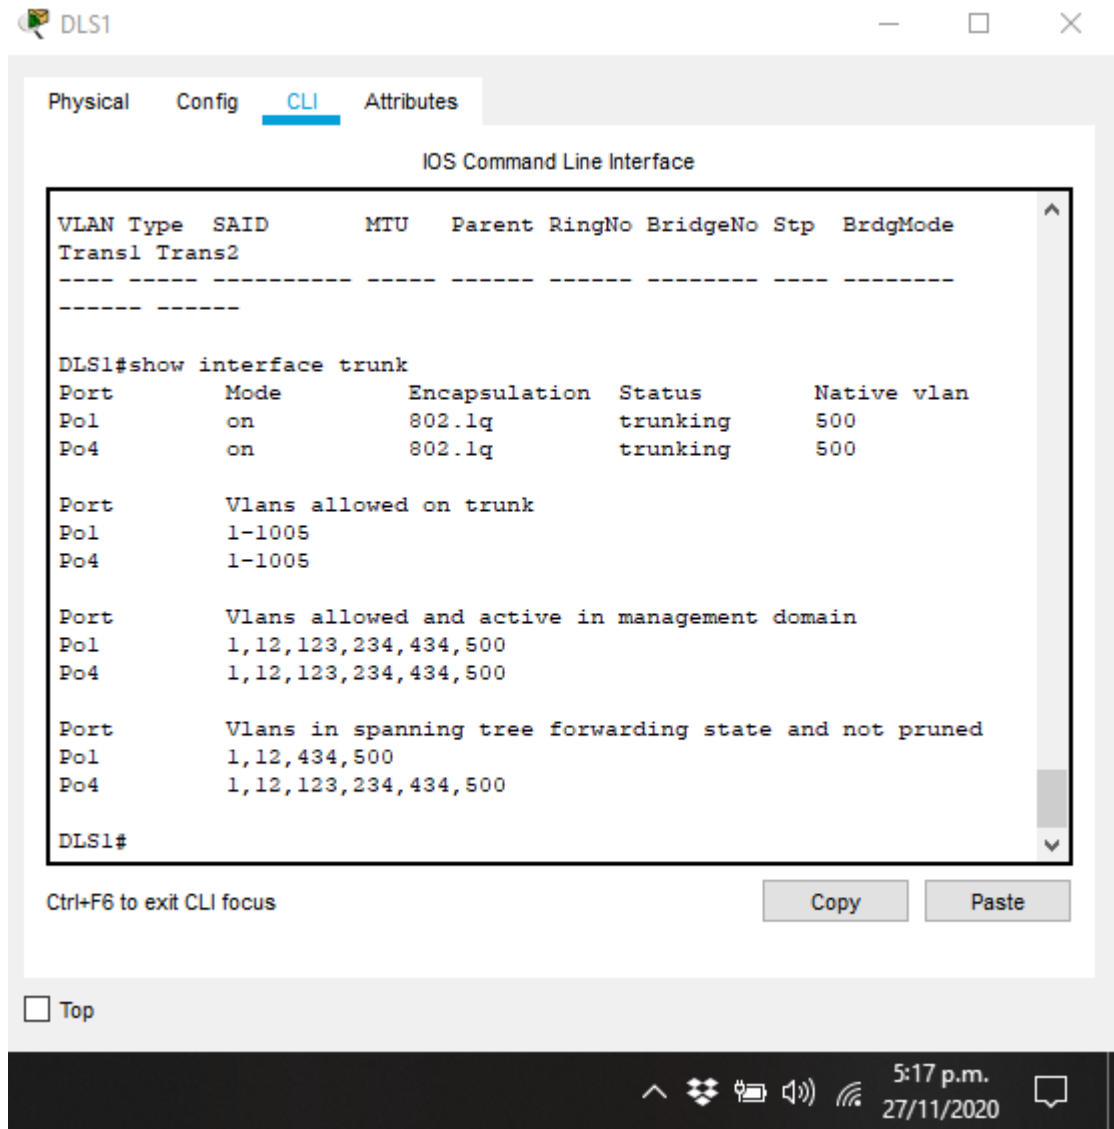 DLS1
Physical Config CLI Attributes
IOS Command Line Interface
VLAN Type SAID MTU Parent RingNo BridgeNo Stp BrdgMode
Trans1 Trans2
---- ----- ---------- ----- ------ ------ -------- ---- --------
------ ------
DLS1#show interface trunk
Port Mode Encapsulation Status Native vlan
Po1 on 802.1q trunking 500
Po4 on 802.1q trunking 500
Port Vlans allowed on trunk
Po1 1-1005
Po4 1-1005
Port Vlans allowed and active in management domain
Po1 1,12,123,234,434,500
Po4 1,12,123,234,434,500
Port Vlans in spanning tree forwarding state and not pruned
Po1 1,12,434,500
Po4 1,12,123,234,434,500
DLS1#
Ctrl+F6 to exit CLI focus
Copy Paste
Top
5:17 p.m.
27/11/2020